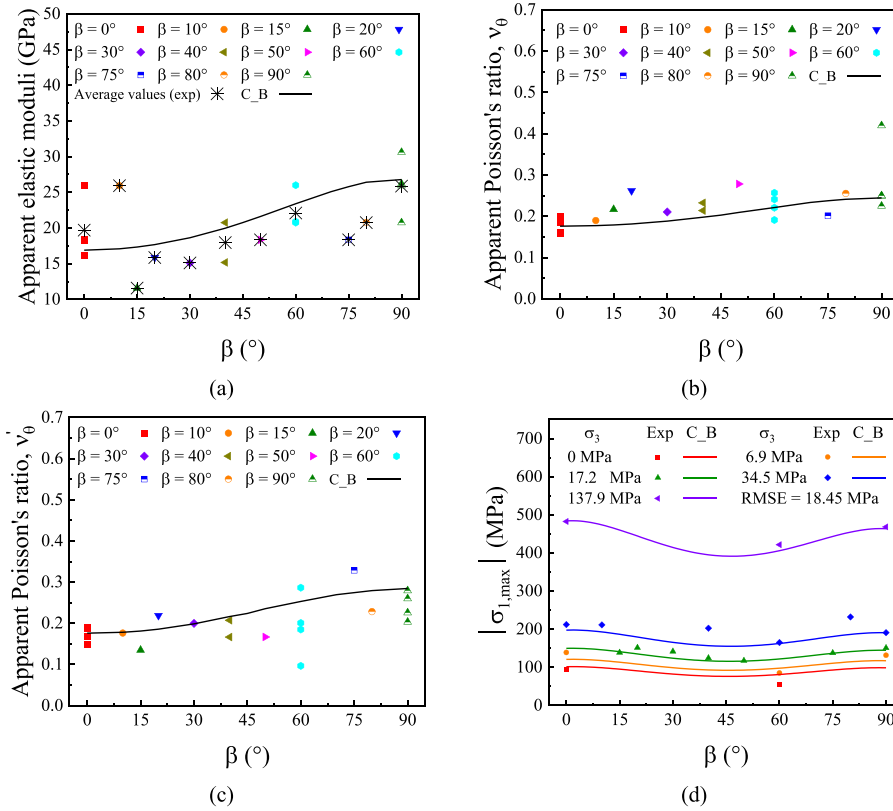 β = 0° β = 10° β = 15° β = 20°
β = 30° β = 40° β = 50° β = 60°
β = 75° β = 80° β = 90° C_B
Average values (exp) C_B
Apparent elastic moduli (GPa)
50
45
40
35
30
25
20
15
10
0 15 30 45 60 75 90
β (°)
(a)
β = 0° β = 10° β = 15° β = 20°
β = 30° β = 40° β = 50° β = 60°
β = 75° β = 80° β = 90° C_B
Apparent Poisson's ratio, ν_θ
0.7
0.6
0.5
0.4
0.3
0.2
0.1
0.0
0 15 30 45 60 75 90
β (°)
(b)
β = 0° β = 10° β = 15° β = 20°
β = 30° β = 40° β = 50° β = 60°
β = 75° β = 80° β = 90° C_B
Apparent Poisson's ratio, ν'_θ
0.7
0.6
0.5
0.4
0.3
0.2
0.1
0.0
0 15 30 45 60 75 90
β (°)
(c)
σ₃ Exp C_B σ₃ Exp C_B
0 MPa 6.9 MPa
17.2 MPa 34.5 MPa
137.9 MPa RMSE = 18.45 MPa
|σ₁,max| (MPa)
700
600
500
400
300
200
100
0
0 15 30 45 60 75 90
β (°)
(d)